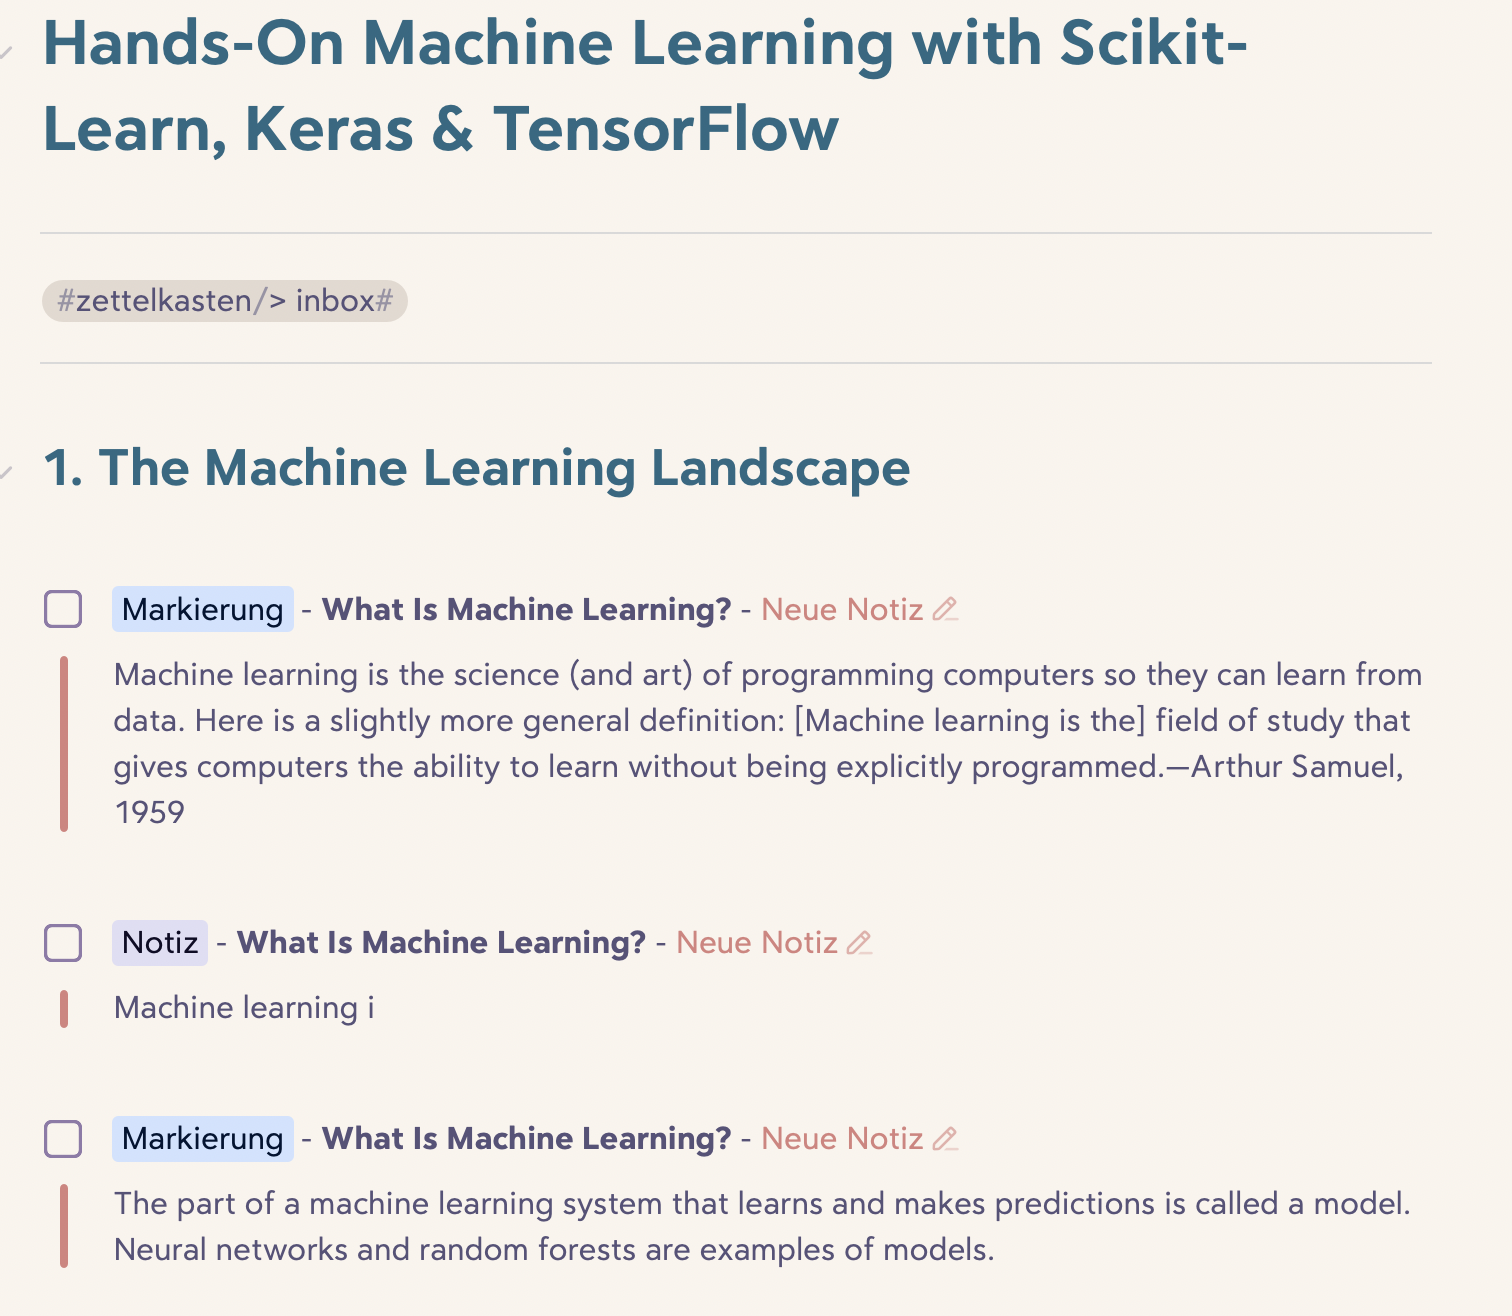 Hands-On Machine Learning with Scikit-
Learn, Keras & TensorFlow
#zettelkasten/> inbox#
1. The Machine Learning Landscape
Markierung - What Is Machine Learning? - Neue Notiz
Machine learning is the science (and art) of programming computers so they can learn from
data. Here is a slightly more general definition: [Machine learning is the] field of study that
gives computers the ability to learn without being explicitly programmed.—Arthur Samuel,
1959
Notiz - What Is Machine Learning? - Neue Notiz
Machine learning i
Markierung - What Is Machine Learning? - Neue Notiz
The part of a machine learning system that learns and makes predictions is called a model.
Neural networks and random forests are examples of models.